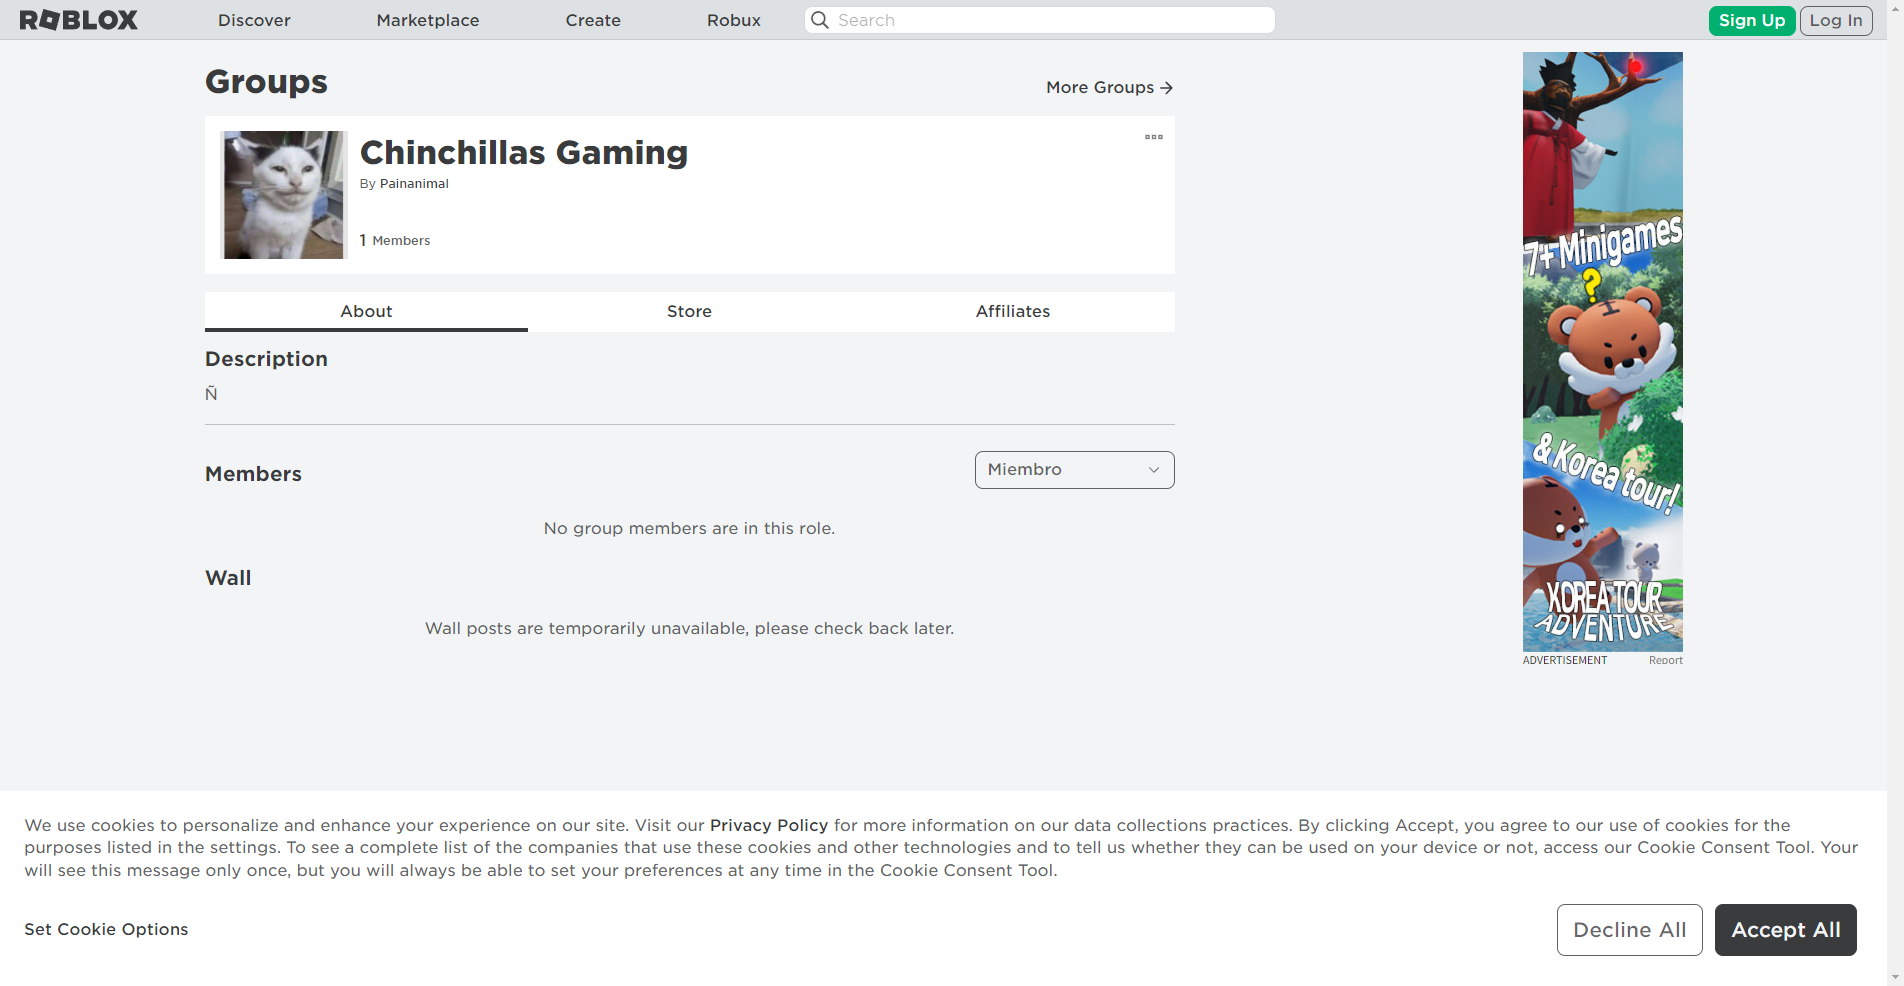 ROBLOX
Discover
Marketplace
Create
Robux
Search
Sign Up
Log In
Groups
More Groups
Chinchillas Gaming
By Painanimal
1 Members
About
Store
Affiliates
Description
Ñ
Members
Miembro
No group members are in this role.
Wall
Wall posts are temporarily unavailable, please check back later.
7+ Minigames
?
& Korea tour!
KOREA TOUR
ADVENTURE
ADVERTISEMENT
Report
We use cookies to personalize and enhance your experience on our site. Visit our Privacy Policy for more information on our data collections practices. By clicking Accept, you agree to our use of cookies for the
purposes listed in the settings. To see a complete list of the companies that use these cookies and other technologies and to tell us whether they can be used on your device or not, access our Cookie Consent Tool. Your
will see this message only once, but you will always be able to set your preferences at any time in the Cookie Consent Tool.
Set Cookie Options
Decline All
Accept All